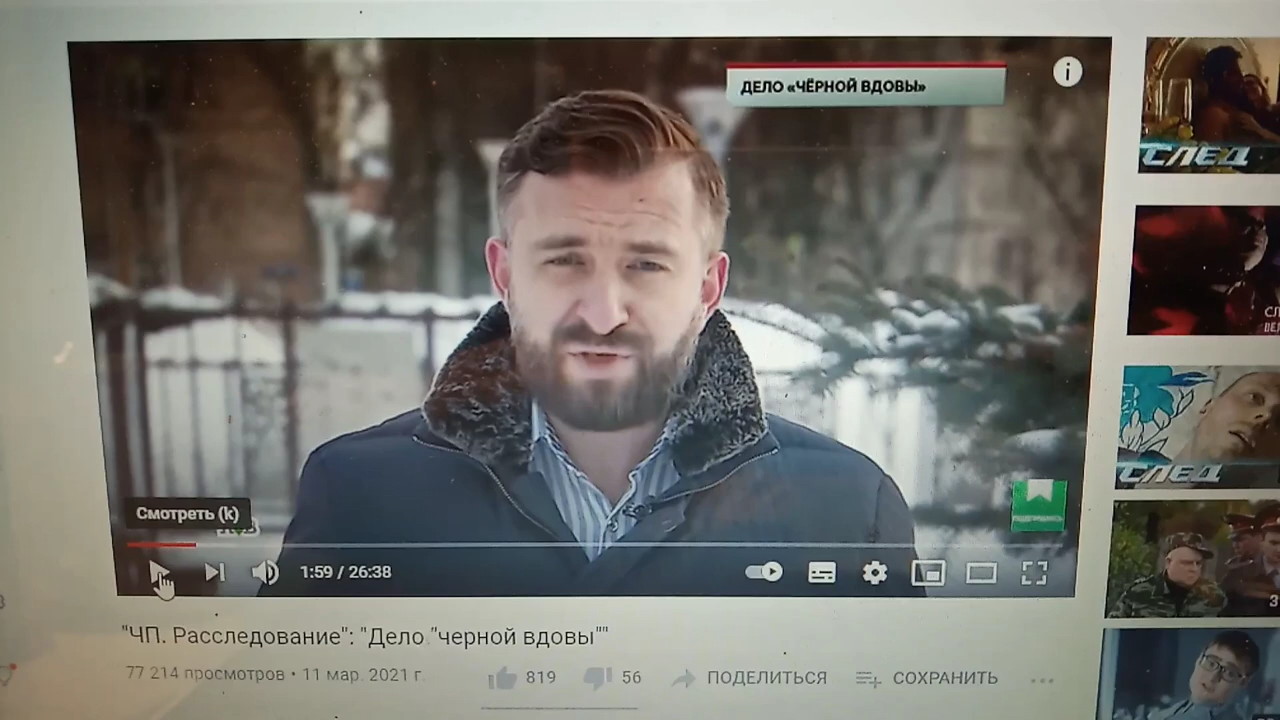 ДЕЛО «ЧЁРНОЙ ВДОВЫ»
i
СЛЕД
СЛЕД
Смотреть (k)
1:59 / 26:38
"ЧП. Расследование": "Дело "черной вдовы""
77 214 просмотров • 11 мар. 2021 г.
819
56
ПОДЕЛИТЬСЯ
СОХРАНИТЬ